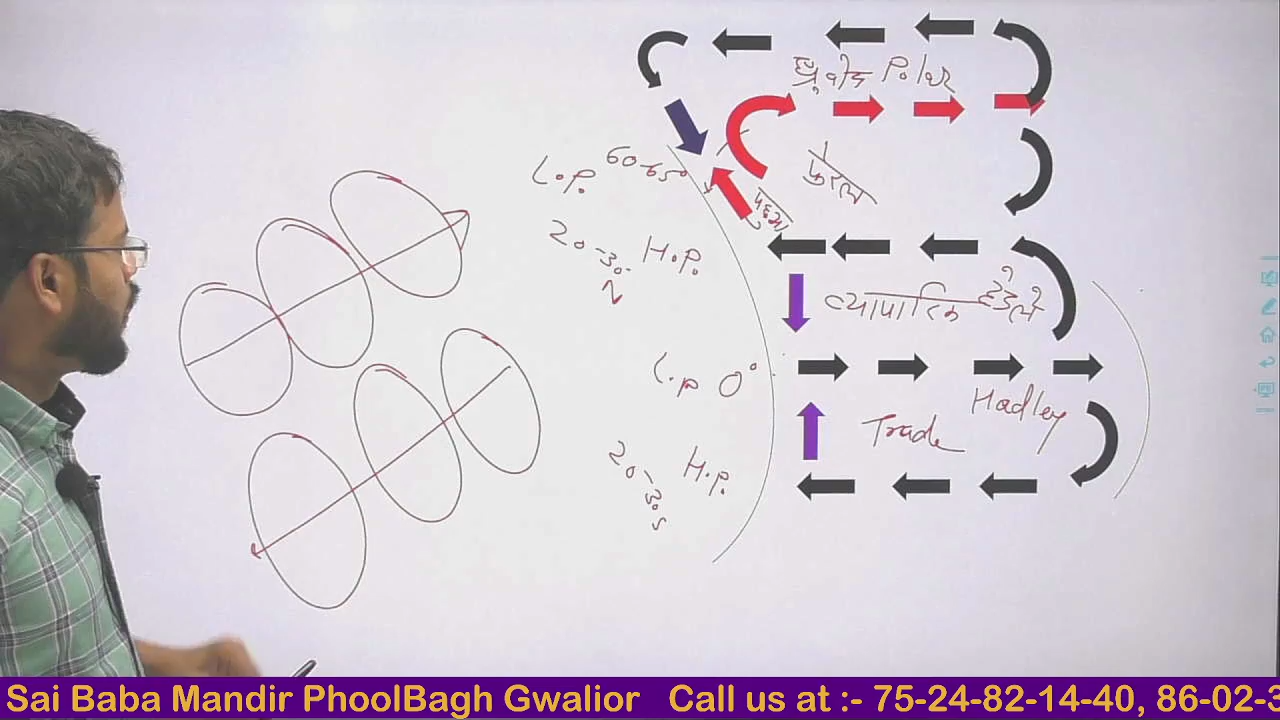 ध्रुवीय Polar
L.P. 60-65°
फेरल
20-30° N H.P.
व्यापारिक हेडले
L.P 0°
Hadley
Trade
20-30 S H.P.
Sai Baba Mandir PhoolBagh Gwalior Call us at :- 75-24-82-14-40, 86-02-3